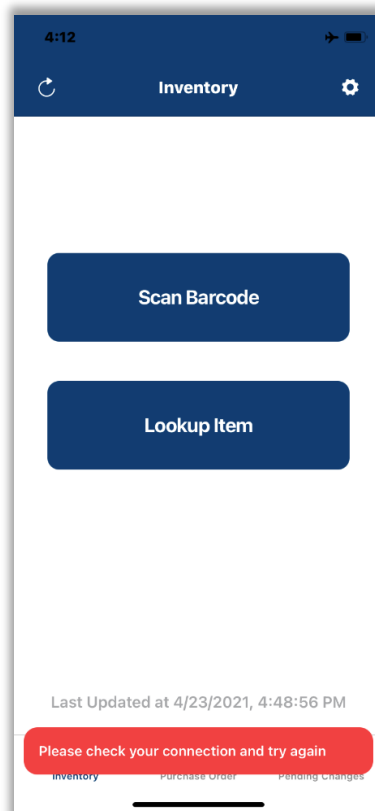 4:12
Inventory
Scan Barcode
Lookup Item
Last Updated at 4/23/2021, 4:48:56 PM
Please check your connection and try again
Inventory Purchase Order Pending Changes